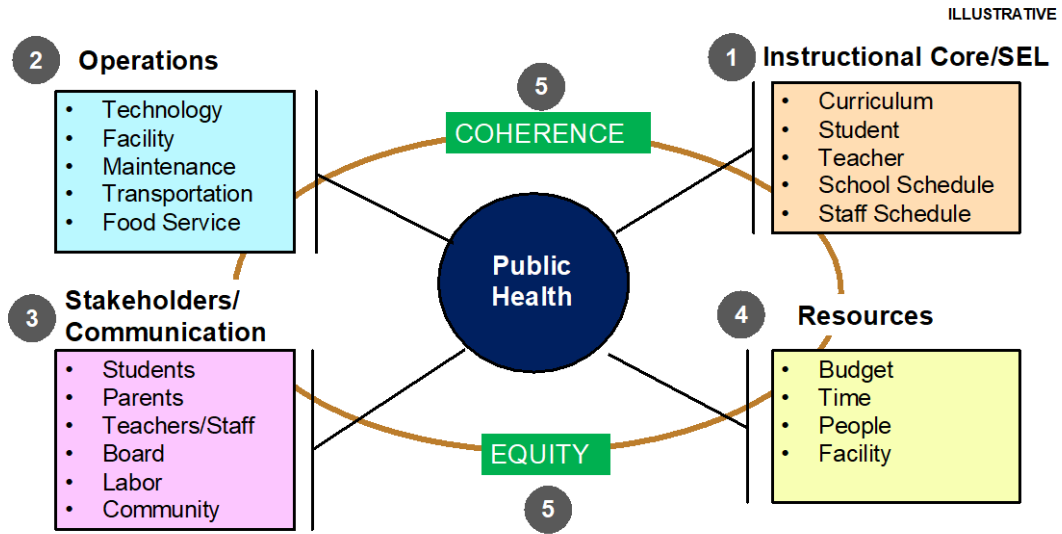 ILLUSTRATIVE
2 Operations
• Technology
• Facility
• Maintenance
• Transportation
• Food Service
5
COHERENCE
1 Instructional Core/SEL
• Curriculum
• Student
• Teacher
• School Schedule
• Staff Schedule
Public
Health
3 Stakeholders/
Communication
• Students
• Parents
• Teachers/Staff
• Board
• Labor
• Community
4 Resources
• Budget
• Time
• People
• Facility
EQUITY
5